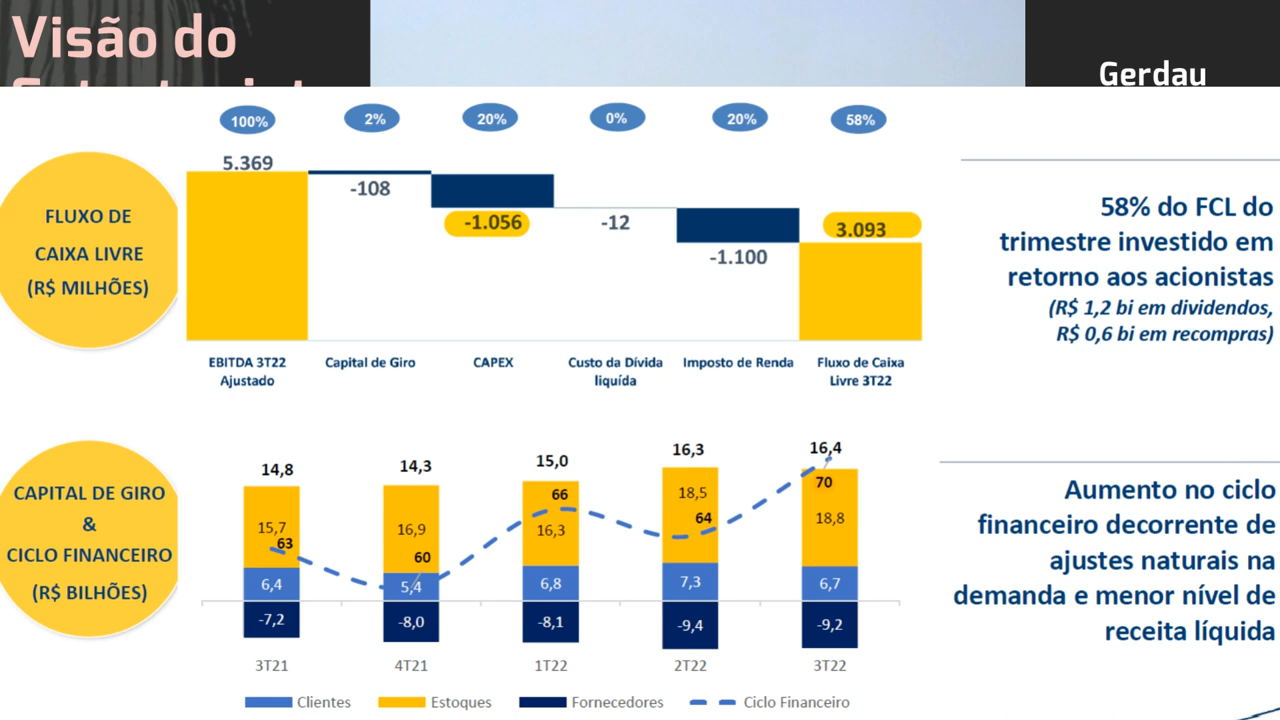 Visão do
Gerdau
100%
2%
20%
0%
20%
58%
FLUXO DE
CAIXA LIVRE
(R$ MILHÕES)
5.369
-108
-1.056
-12
-1.100
3.093
EBITDA 3T22
Ajustado
Capital de Giro
CAPEX
Custo da Dívida
liquída
Imposto de Renda
Fluxo de Caixa
Livre 3T22
58% do FCL do
trimestre investido em
retorno aos acionistas
(R$ 1,2 bi em dividendos,
R$ 0,6 bi em recompras)
CAPITAL DE GIRO
&
CICLO FINANCEIRO
(R$ BILHÕES)
14,8
14,3
15,0
16,3
16,4
15,7
16,9
16,3
18,5
18,8
63
60
66
64
70
6,4
5,4
6,8
7,3
6,7
-7,2
-8,0
-8,1
-9,4
-9,2
3T21
4T21
1T22
2T22
3T22
Clientes
Estoques
Fornecedores
Ciclo Financeiro
Aumento no ciclo
financeiro decorrente de
ajustes naturais na
demanda e menor nível de
receita líquida